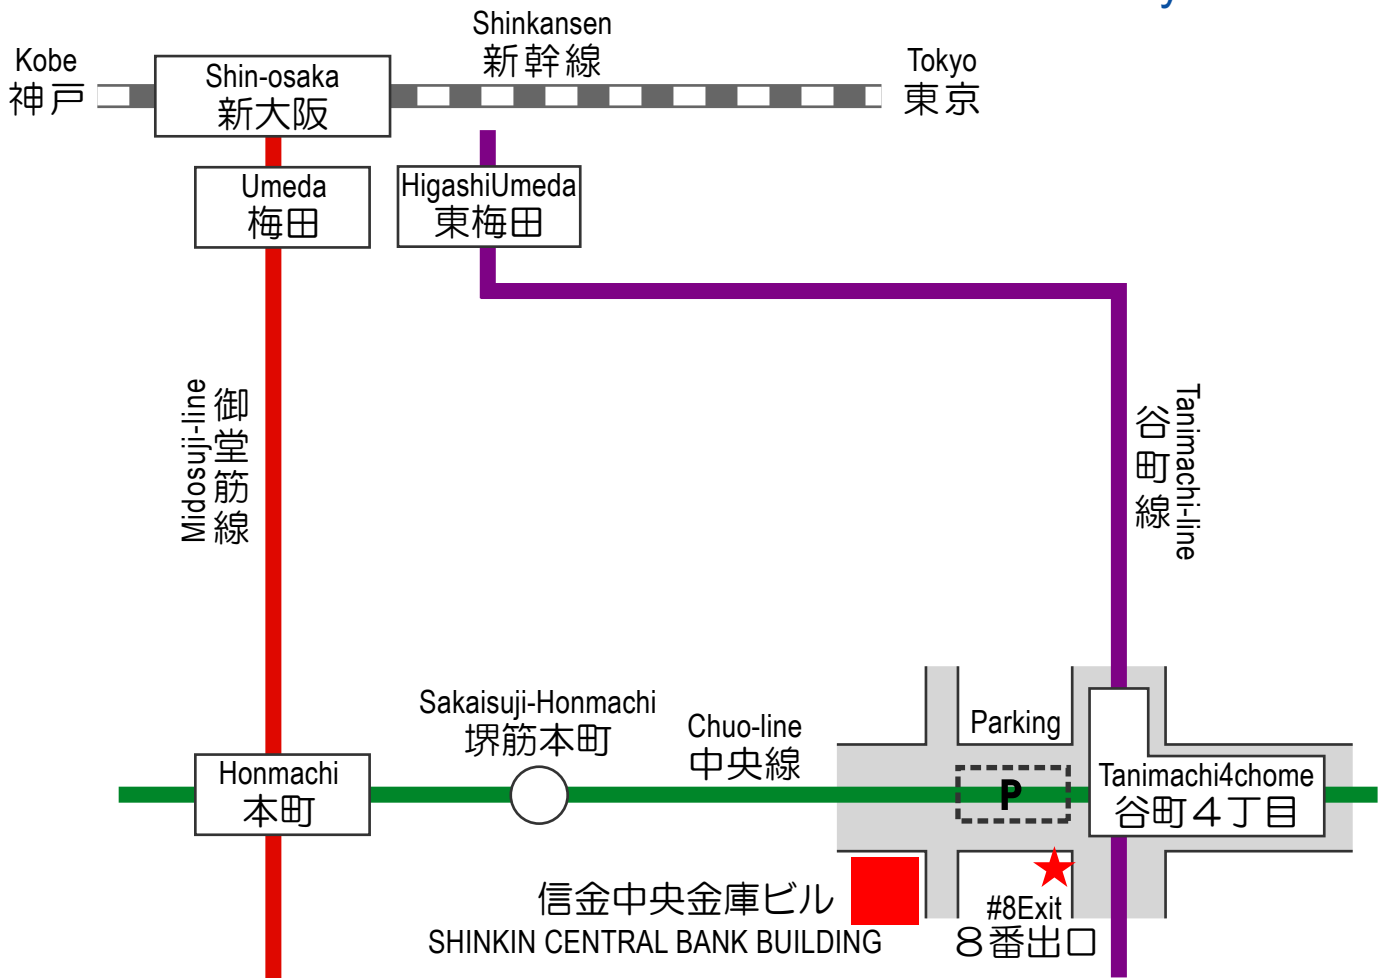 Shinkansen
新幹線
Kobe
神戸
Shin-osaka
新大阪
Tokyo
東京
Umeda
梅田
HigashiUmeda
東梅田
Midosuji-line
御堂筋線
Tanimachi-line
谷町線
Sakaisuji-Honmachi
堺筋本町
Chuo-line
中央線
Parking
P
Honmachi
本町
Tanimachi4chome
谷町4丁目
信金中央金庫ビル
SHINKIN CENTRAL BANK BUILDING
#8Exit
8番出口